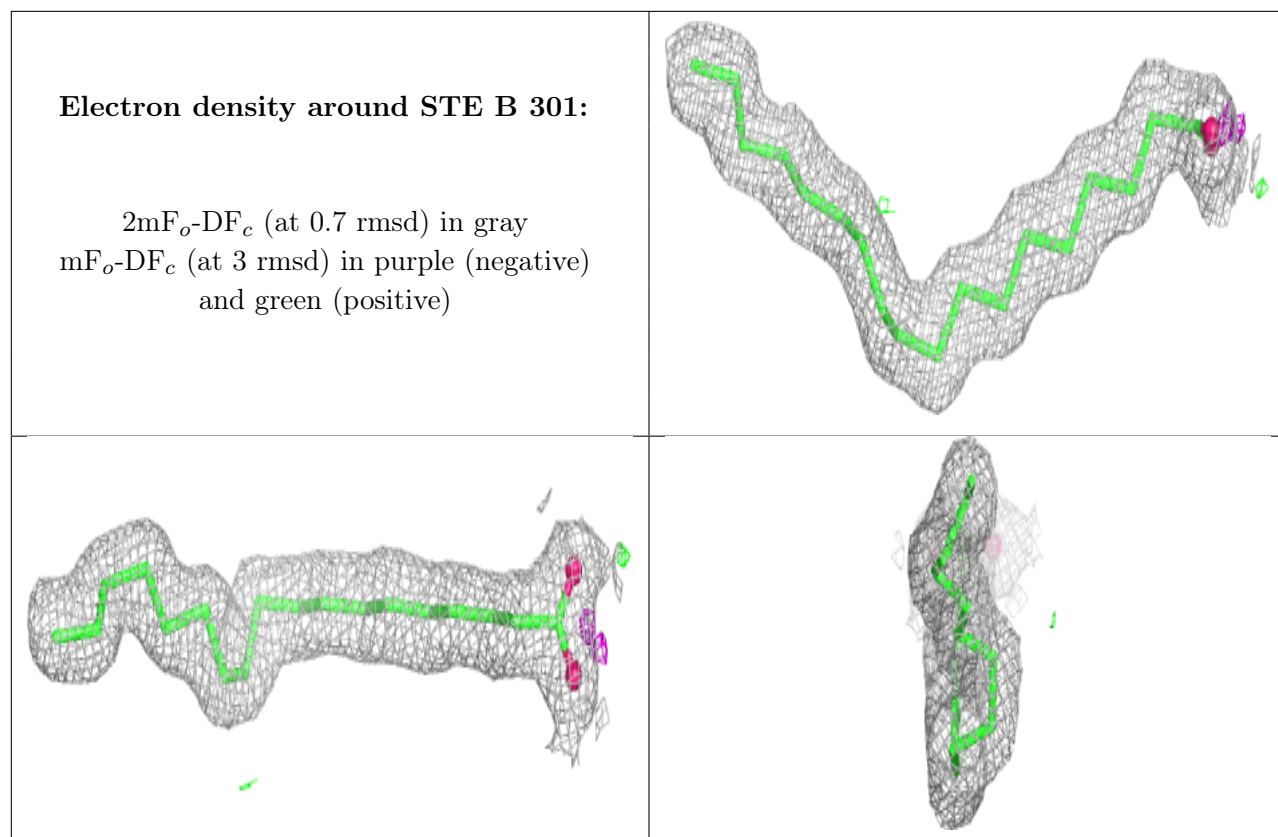 Electron density around STE B 301:
2mFₒ-DF𝒸 (at 0.7 rmsd) in gray
mFₒ-DF𝒸 (at 3 rmsd) in purple (negative)
and green (positive)